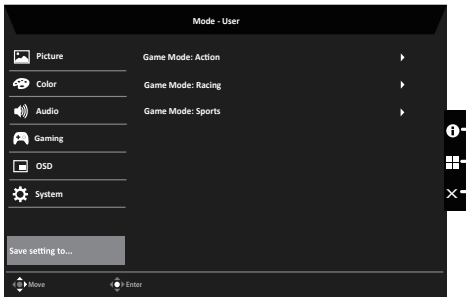 Mode - User
Picture
Game Mode: Action
Color
Game Mode: Racing
Audio
Game Mode: Sports
Gaming
OSD
System
Save setting to...
Move
Enter